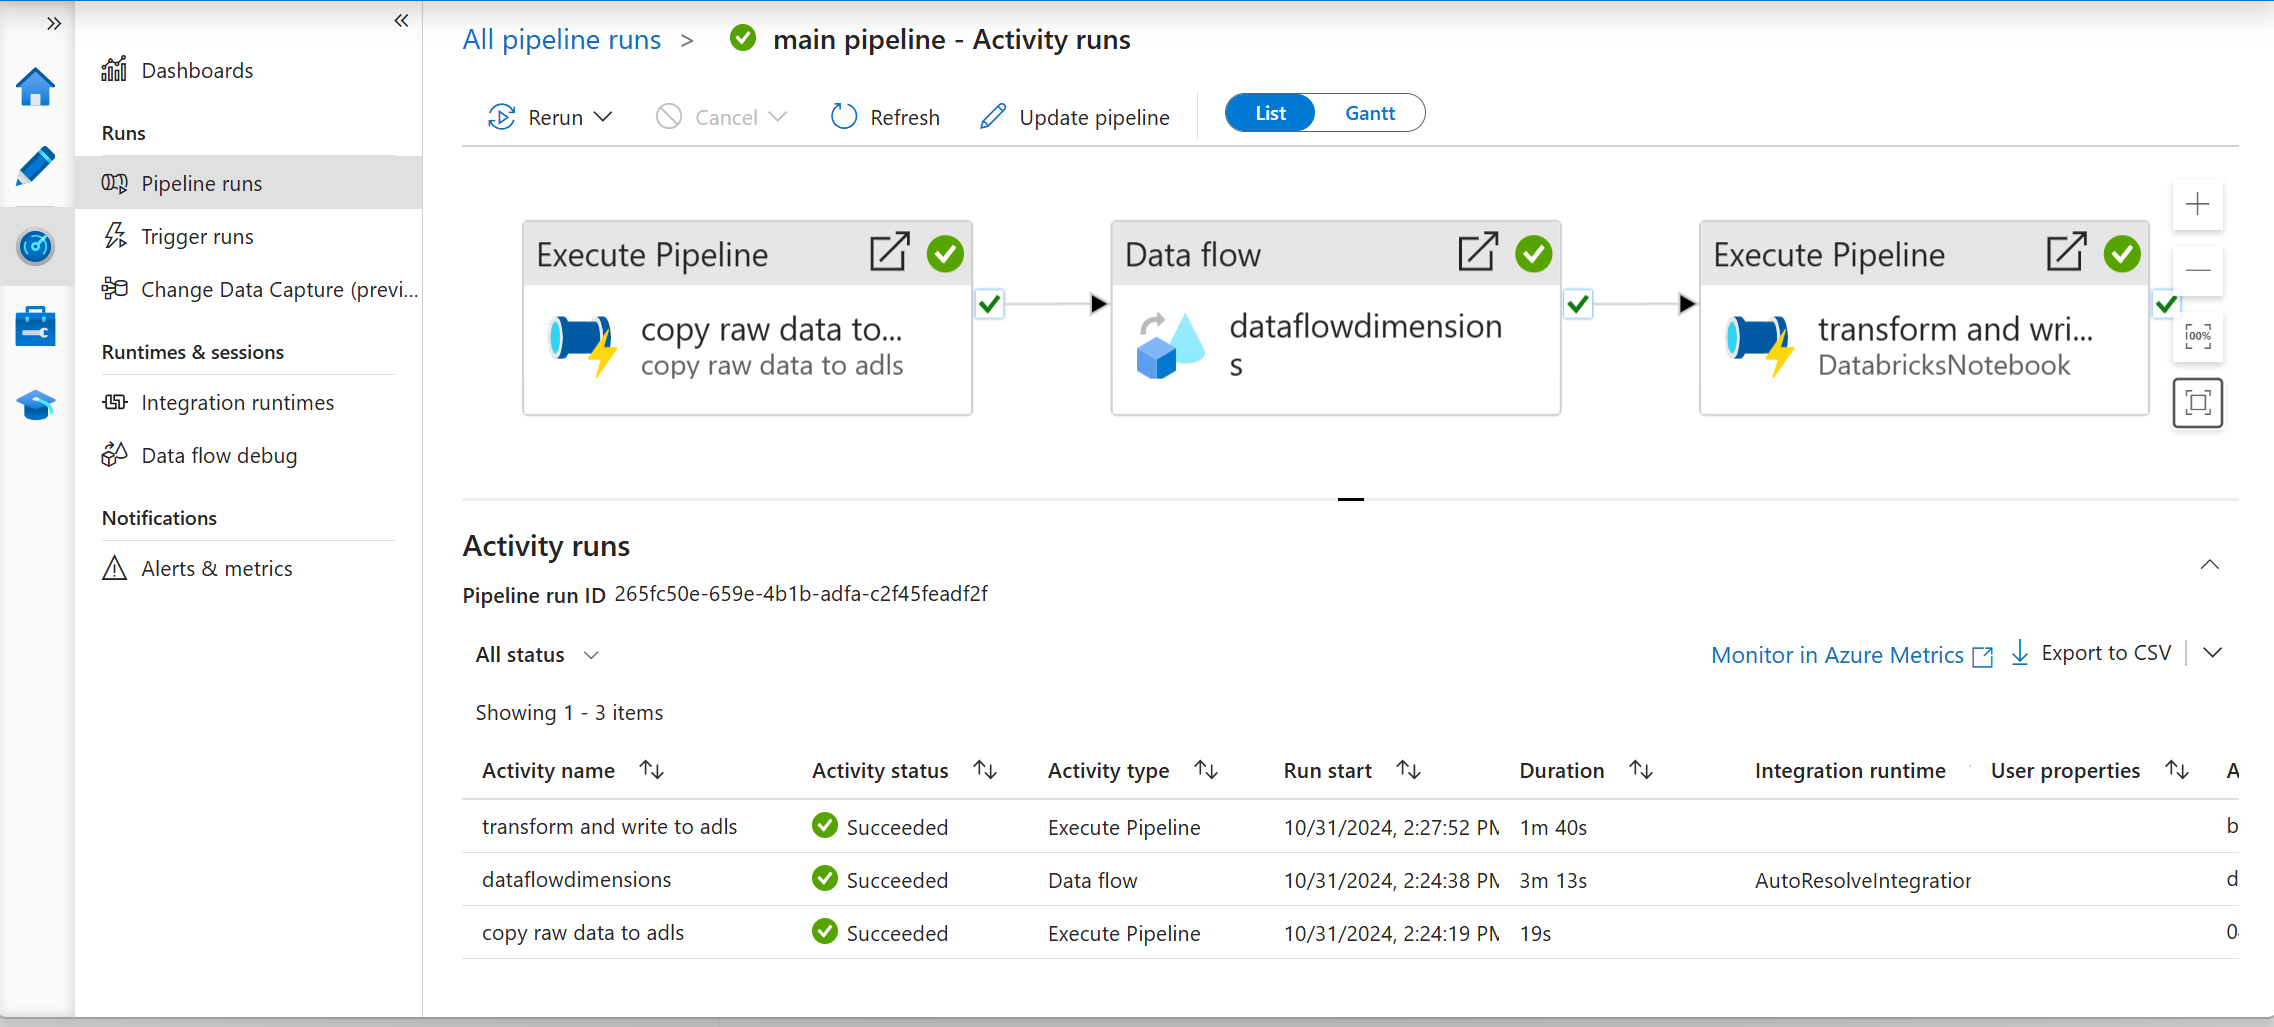 All pipeline runs > main pipeline - Activity runs
Dashboards
Runs
Pipeline runs
Trigger runs
Change Data Capture (previ...
Runtimes & sessions
Integration runtimes
Data flow debug
Notifications
Alerts & metrics
Rerun Cancel Refresh Update pipeline List Gantt
Execute Pipeline
copy raw data to...
copy raw data to adls
Data flow
dataflowdimension
s
Execute Pipeline
transform and wri...
DatabricksNotebook
100%
Activity runs
Pipeline run ID 265fc50e-659e-4b1b-adfa-c2f45feadf2f
All status
Monitor in Azure Metrics Export to CSV
Showing 1 - 3 items
Activity name Activity status Activity type Run start Duration Integration runtime User properties A
transform and write to adls Succeeded Execute Pipeline 10/31/2024, 2:27:52 PM 1m 40s b
dataflowdimensions Succeeded Data flow 10/31/2024, 2:24:38 PM 3m 13s AutoResolveIntegration d
copy raw data to adls Succeeded Execute Pipeline 10/31/2024, 2:24:19 PM 19s 0